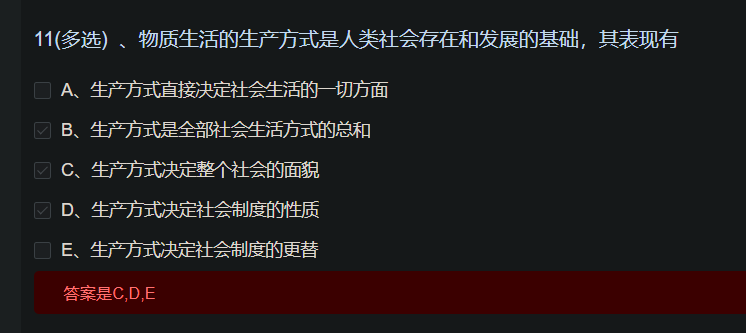 11(多选) 、物质生活的生产方式是人类社会存在和发展的基础，其表现有
A、生产方式直接决定社会生活的一切方面
B、生产方式是全部社会生活方式的总和
C、生产方式决定整个社会的面貌
D、生产方式决定社会制度的性质
E、生产方式决定社会制度的更替
答案是C,D,E